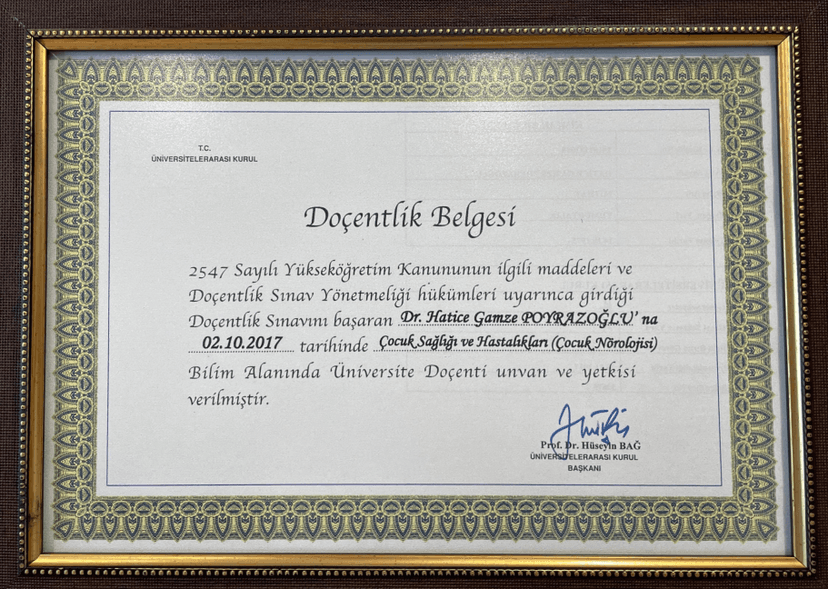 T.C.
ÜNİVERSİTELERARASI KURUL
Doçentlik Belgesi
2547 Sayılı Yükseköğretim Kanununun ilgili maddeleri ve
Doçentlik Sınav Yönetmeliği hükümleri uyarınca girdiği
Doçentlik Sınavını başaran Dr. Hatice Gamze POYRAZOĞLU' na
02.10.2017 tarihinde Çocuk Sağlığı ve Hastalıkları (Çocuk Nörolojisi)
Bilim Alanında Üniversite Doçenti unvan ve yetkisi
verilmiştir.
Prof. Dr. Hüseyin BAĞ
ÜNİVERSİTELERARASI KURUL
BAŞKANI